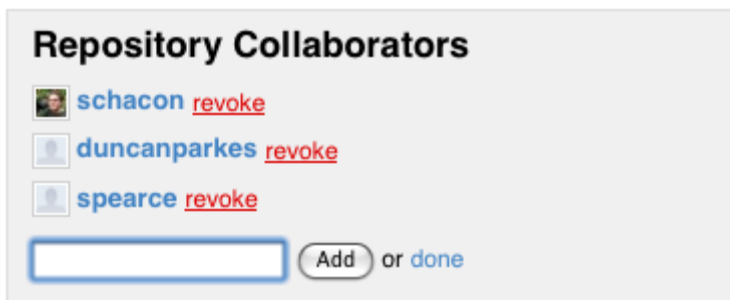 Repository Collaborators
schacon revoke
duncanparkes revoke
spearce revoke
Add or done